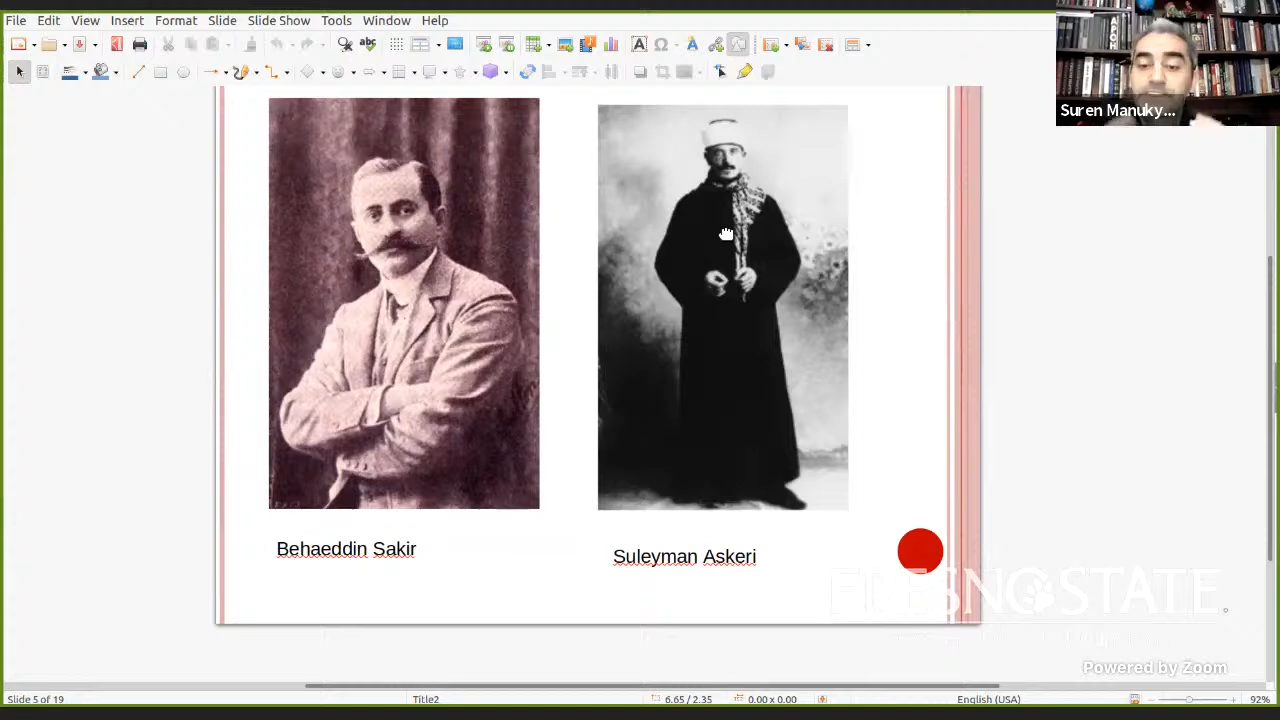 File Edit View Insert Format Slide Slide Show Tools Window Help
abc
Suren Manuky...
Behaeddin Sakir
Suleyman Askeri
FRESNO STATE
Powered by Zoom
Slide 5 of 19
Title2
6.65 / 2.35
0.00 x 0.00
English (USA)
92%